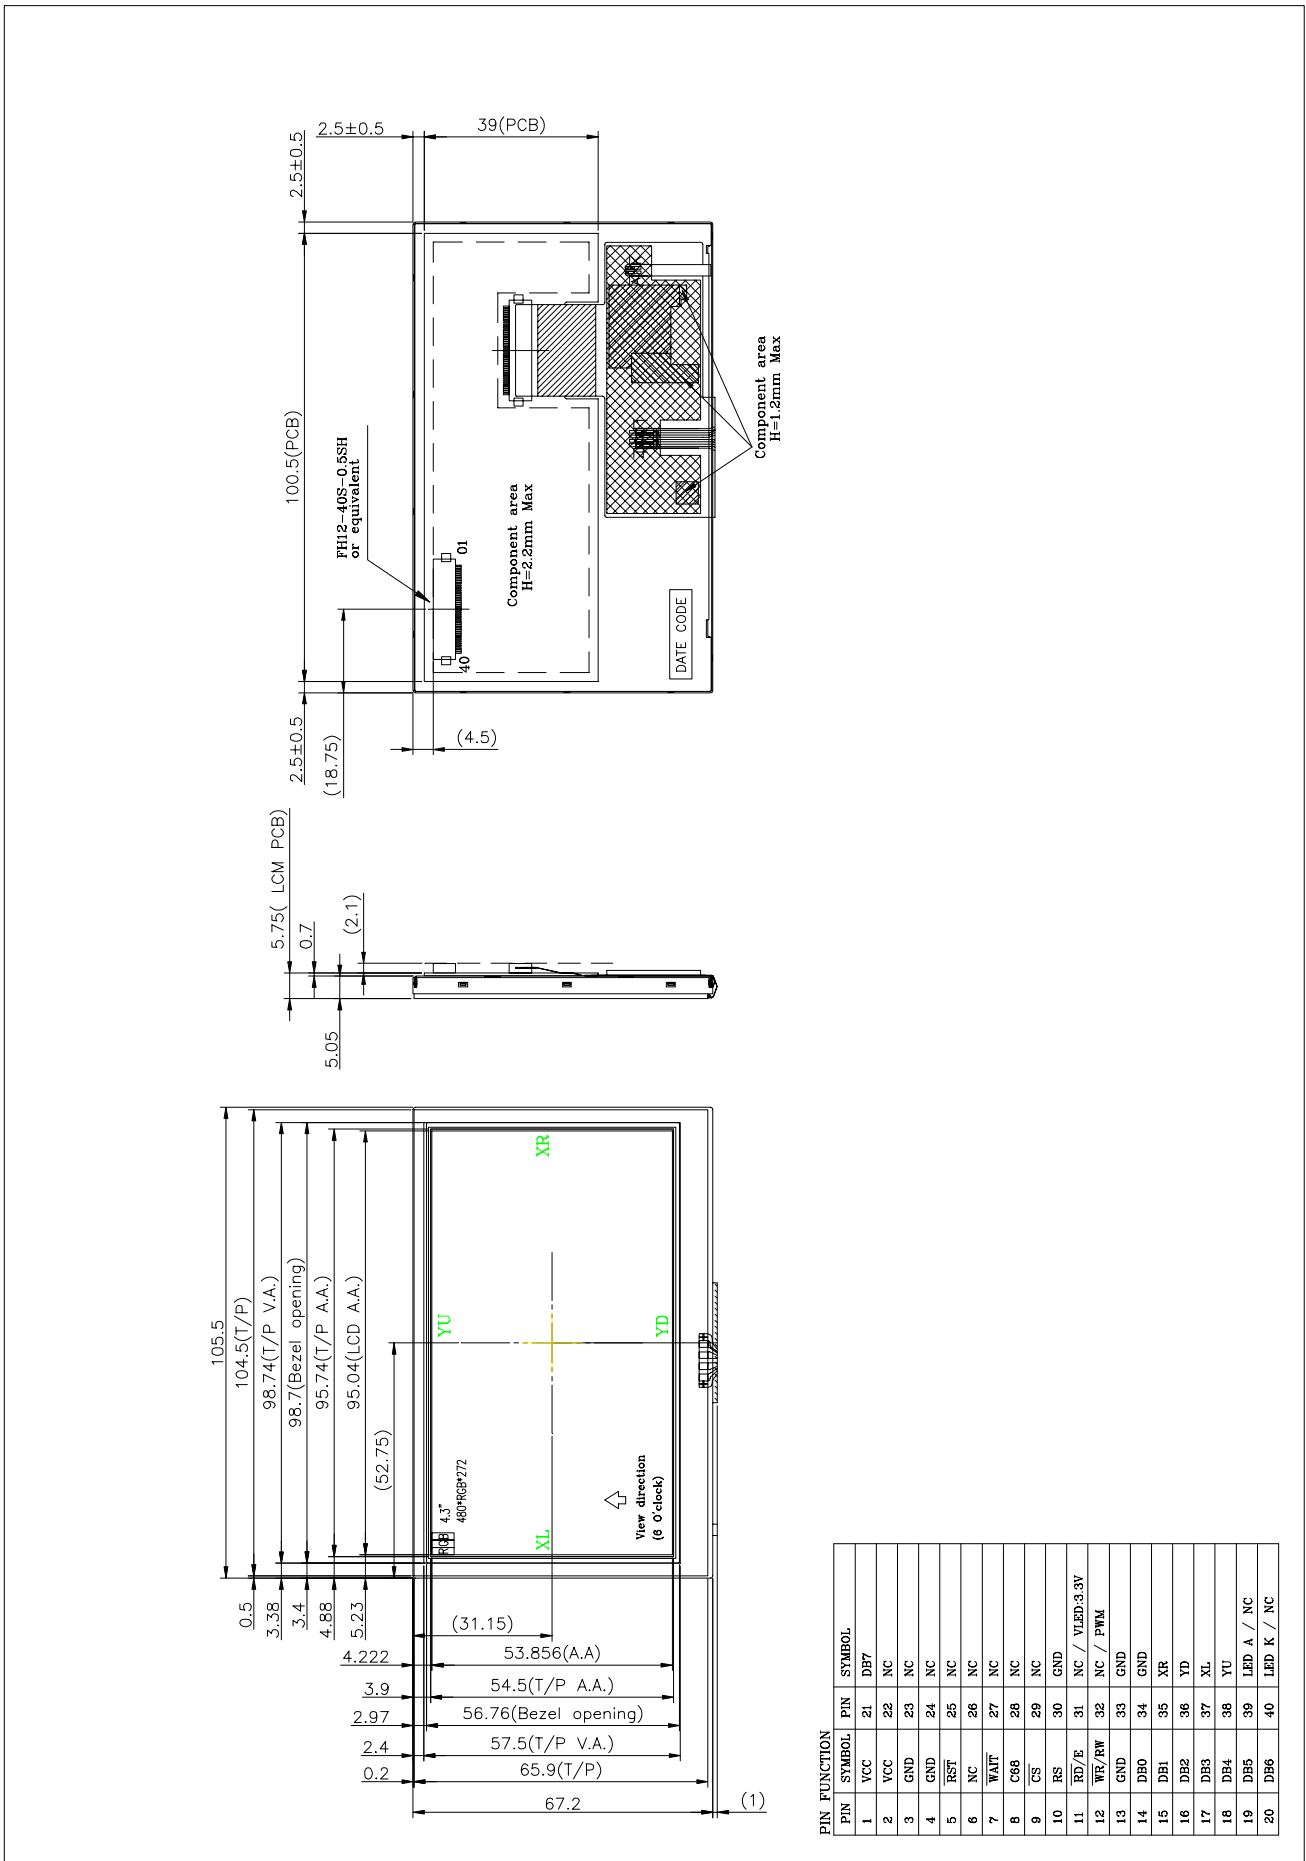 105.5
104.5(T/P)
98.74(T/P V.A.)
98.7(Bezel opening)
95.74(T/P A.A.)
95.04(LCD A.A.)
(52.75)
0.5
3.38
3.4
4.88
5.23
(31.15)
4.222
53.856(A.A)
3.9
54.5(T/P A.A.)
2.97
56.76(Bezel opening)
2.4
57.5(T/P V.A.)
0.2
65.9(T/P)
67.2
(1)
RGB
4.3"
480*RGB*272
YU
YD
XL
XR
View direction
(6 O'clock)
5.75( LCM PCB)
0.7
(2.1)
5.05
2.5±0.5
100.5(PCB)
2.5±0.5
(18.75)
(4.5)
2.5±0.5
39(PCB)
FH12-40S-0.5SH
or equivalent
40
01
Component area
H=2.2mm Max
Component area
H=1.2mm Max
DATE CODE
PIN FUNCTION
PIN SYMBOL PIN SYMBOL
1 VCC 21 DB7
2 VCC 22 NC
3 GND 23 NC
4 GND 24 NC
5 RST 25 NC
6 NC 26 NC
7 WAIT 27 NC
8 C68 28 NC
9 CS 29 NC
10 RS 30 GND
11 RD/E 31 NC / VLED:3.3V
12 WR/RW 32 NC / PWM
13 GND 33 GND
14 DB0 34 GND
15 DB1 35 XR
16 DB2 36 YD
17 DB3 37 XL
18 DB4 38 YU
19 DB5 39 LED A / NC
20 DB6 40 LED K / NC